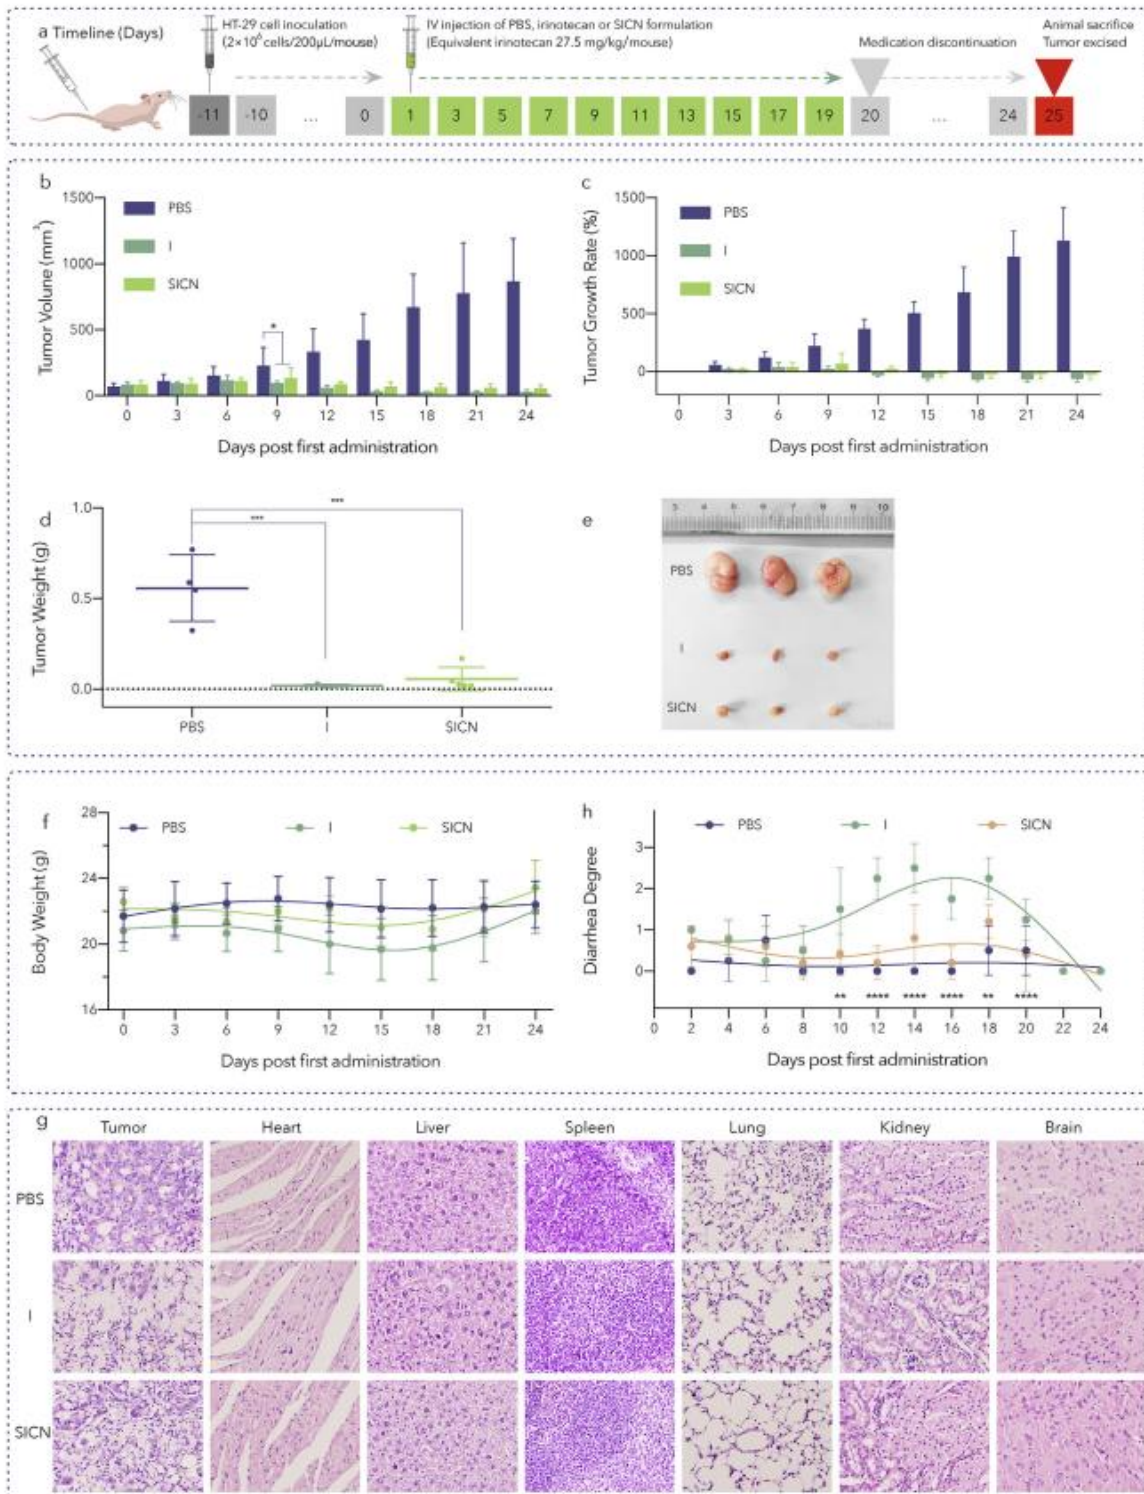 a Timeline (Days)
HT-29 cell inoculation
(2×10⁶ cells/200μL/mouse)
IV injection of PBS, irinotecan or SICN formulation
(Equivalent irinotecan 27.5 mg/kg/mouse)
Medication discontinuation
Animal sacrifice
Tumor excised
-11 -10 ... 0 1 3 5 7 9 11 13 15 17 19 20 ... 24 25
b
Tumor Volume (mm³)
1500
1000
500
0
PBS
I
SICN
*
0 3 6 9 12 15 18 21 24
Days post first administration
c
Tumor Growth Rate (%)
1500
1000
500
0
PBS
I
SICN
0 3 6 9 12 15 18 21 24
Days post first administration
d
Tumor Weight (g)
1.0
0.5
0.0
***
***
PBS I SICN
e
PBS
I
SICN
f
Body Weight (g)
28
24
20
16
PBS I SICN
0 3 6 9 12 15 18 21 24
Days post first administration
h
Diarrhea Degree
3
2
1
0
PBS I SICN
** **** **** **** ** ****
0 2 4 6 8 10 12 14 16 18 20 22 24
Days post first administration
g
Tumor Heart Liver Spleen Lung Kidney Brain
PBS
I
SICN